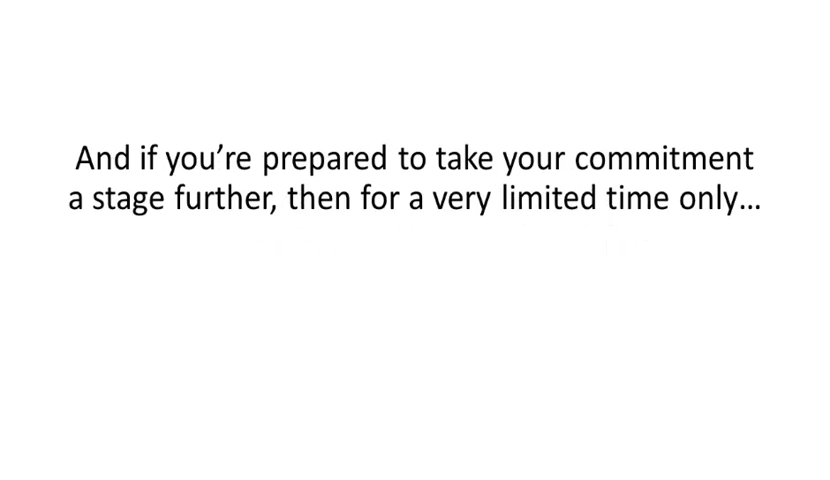 And if you’re prepared to take your commitment
a stage further, then for a very limited time only...